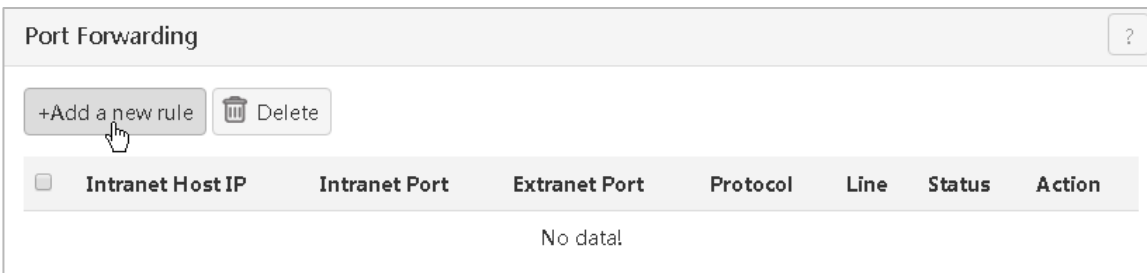 Port Forwarding ?
+Add a new rule Delete
Intranet Host IP Intranet Port Extranet Port Protocol Line Status Action
No data!